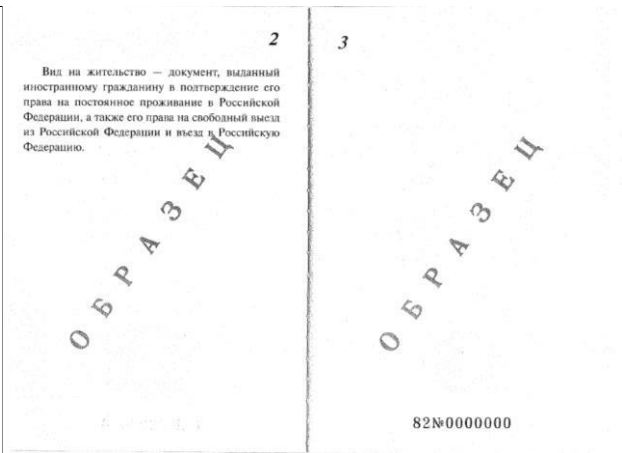 2
Вид на жительство — документ, выданный
иностранному гражданину в подтверждение его
права на постоянное проживание в Российской
Федерации, а также его права на свободный выезд
из Российской Федерации и въезд в Российскую
Федерацию.
ОБРАЗЕЦ
3
ОБРАЗЕЦ
82№0000000